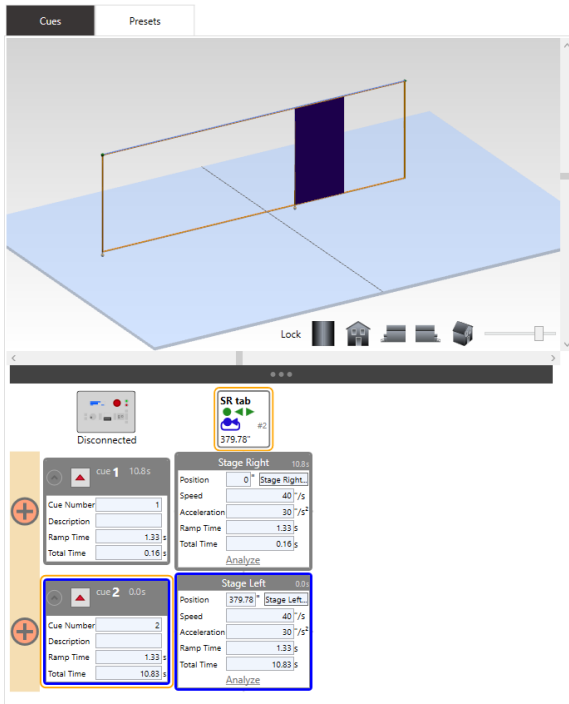 Cues Presets
Lock
Disconnected
SR tab
#2
379.78"
cue 1 10.8s
Cue Number 1
Description
Ramp Time 1.33 s
Total Time 0.16 s
Stage Right 10.8s
Position 0 " Stage Right...
Speed 40 "/s
Acceleration 30 "/s²
Ramp Time 1.33 s
Total Time 0.16 s
Analyze
cue 2 0.0s
Cue Number 2
Description
Ramp Time 1.33 s
Total Time 10.83 s
Stage Left 0.0s
Position 379.78 " Stage Left...
Speed 40 "/s
Acceleration 30 "/s²
Ramp Time 1.33 s
Total Time 10.83 s
Analyze